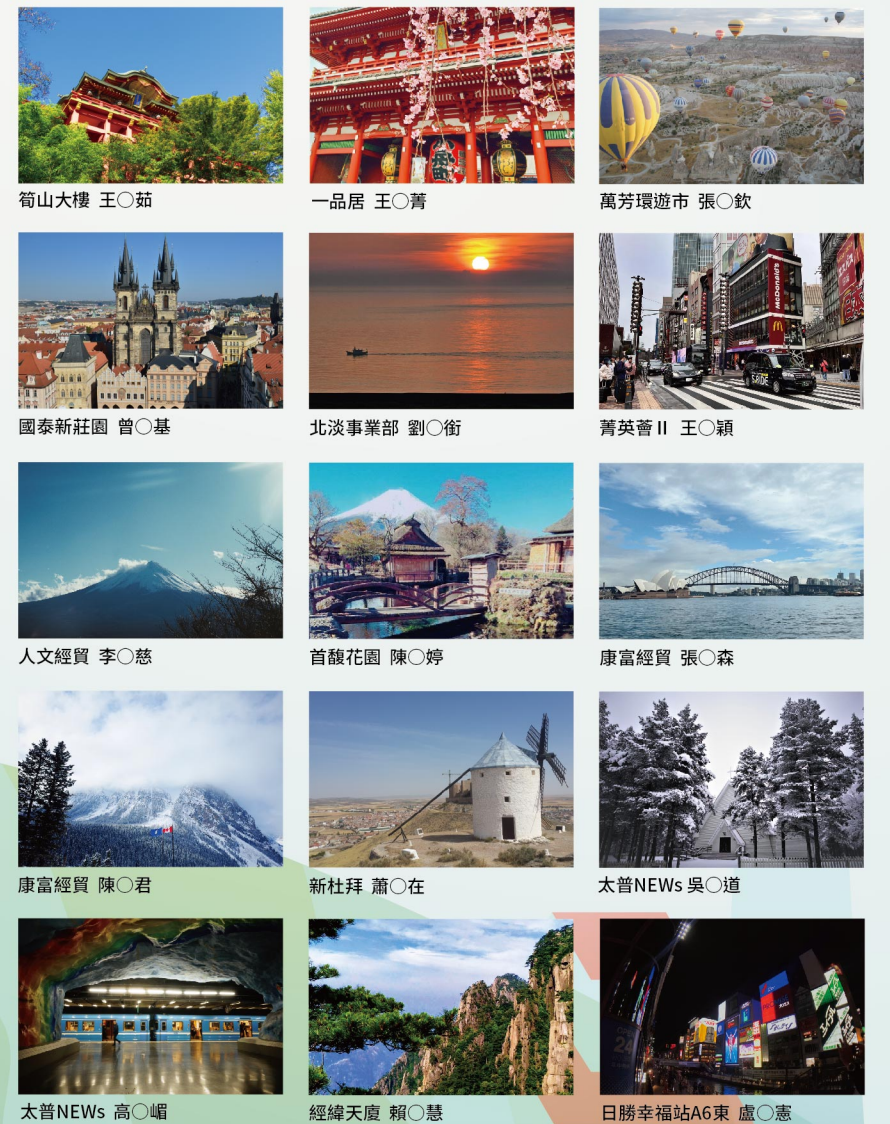 筍山大樓 王○茹
一品居 王○菁
萬芳環遊市 張○欽
McDonald's
S.RIDE
國泰新莊園 曾○基
北淡事業部 劉○銜
菁英薈II 王○穎
人文經貿 李○慈
首馥花園 陳○婷
康富經貿 張○森
康富經貿 陳○君
新杜拜 蕭○在
太普NEWs 吳○道
太普NEWs 高○嵋
經緯天廈 賴○慧
日勝幸福站A6東 盧○憲